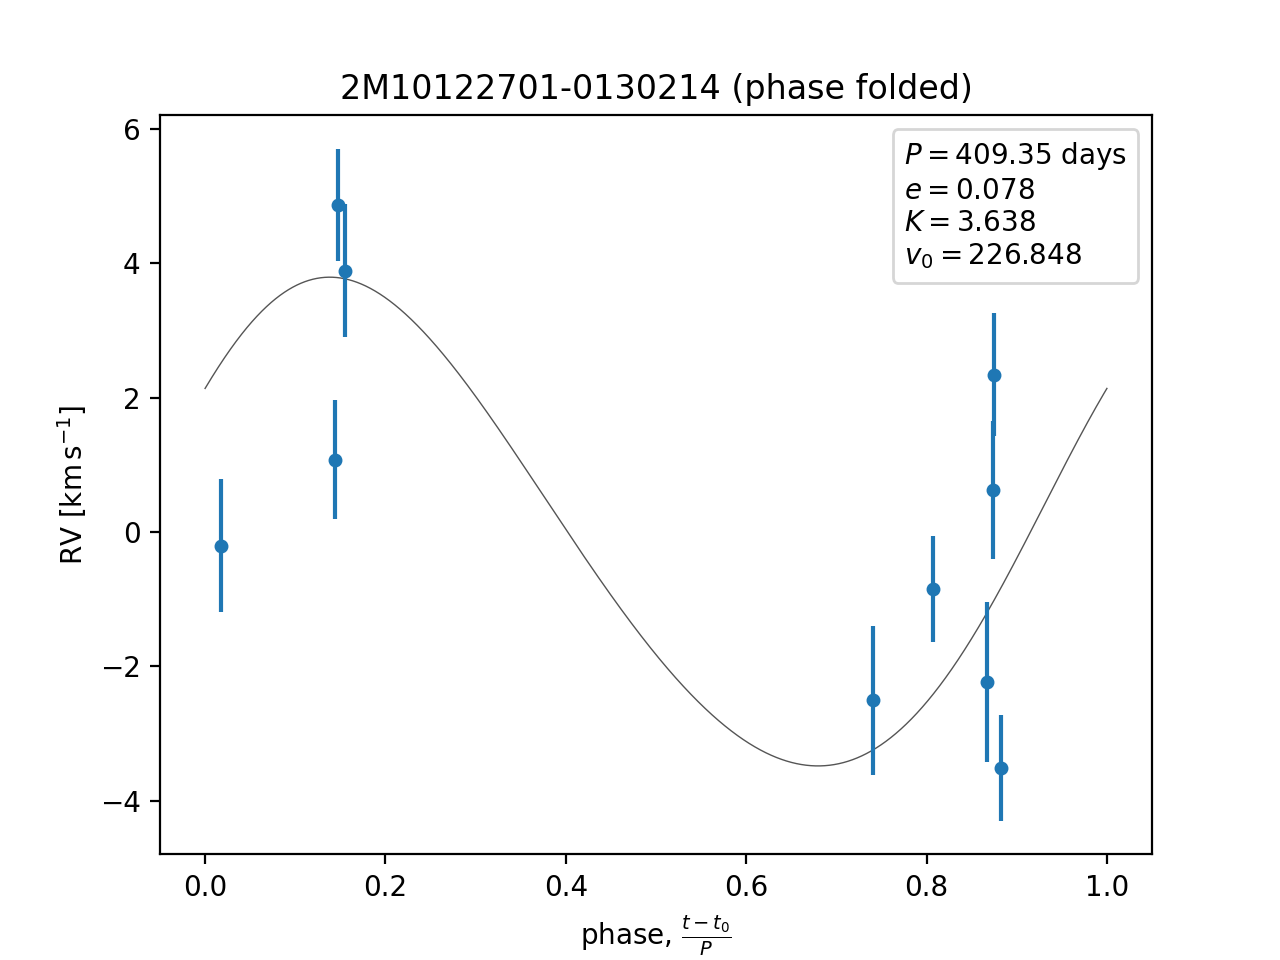 2M10122701-0130214 (phase folded)
6
4
2
0
−2
−4
RV [km s⁻¹]
P = 409.35 days
e = 0.078
K = 3.638
v₀ = 226.848
0.0 0.2 0.4 0.6 0.8 1.0
phase, (t − t₀)/P